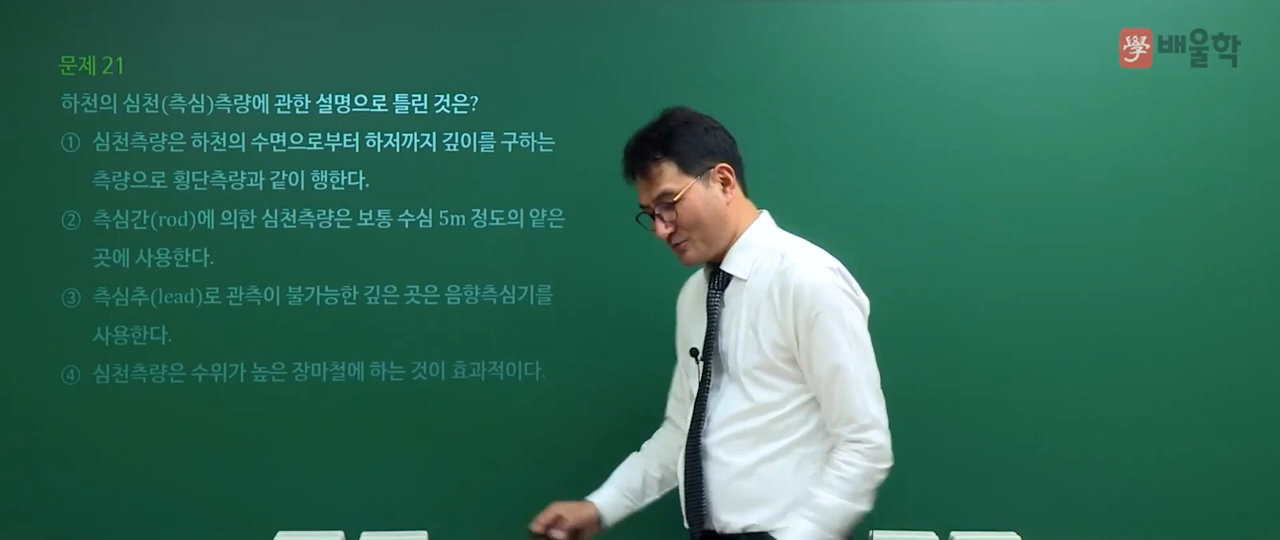 學 배울학
문제 21
하천의 심천(측심)측량에 관한 설명으로 틀린 것은?
① 심천측량은 하천의 수면으로부터 하저까지 깊이를 구하는
측량으로 횡단측량과 같이 행한다.
② 측심간(rod)에 의한 심천측량은 보통 수심 5m 정도의 얕은
곳에 사용한다.
③ 측심추(lead)로 관측이 불가능한 깊은 곳은 음향측심기를
사용한다.
④ 심천측량은 수위가 높은 장마철에 하는 것이 효과적이다.